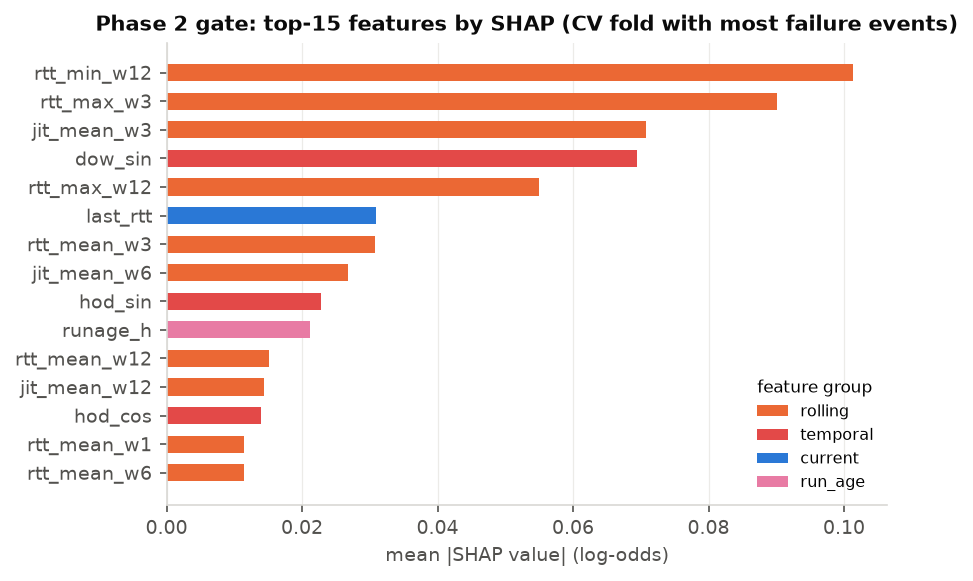 Phase 2 gate: top-15 features by SHAP (CV fold with most failure events)
rtt_min_w12
rtt_max_w3
jit_mean_w3
dow_sin
rtt_max_w12
last_rtt
rtt_mean_w3
jit_mean_w6
hod_sin
runage_h
rtt_mean_w12
jit_mean_w12
hod_cos
rtt_mean_w1
rtt_mean_w6
feature group
rolling
temporal
current
run_age
0.00 0.02 0.04 0.06 0.08 0.10
mean |SHAP value| (log-odds)